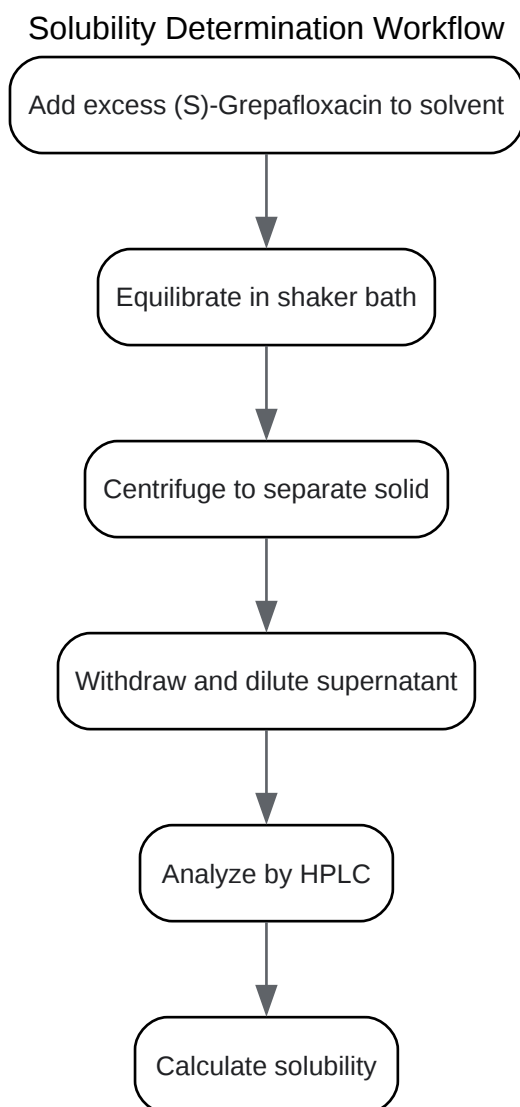 Solubility Determination Workflow
Add excess (S)-Grepafloxacin to solvent
Equilibrate in shaker bath
Centrifuge to separate solid
Withdraw and dilute supernatant
Analyze by HPLC
Calculate solubility